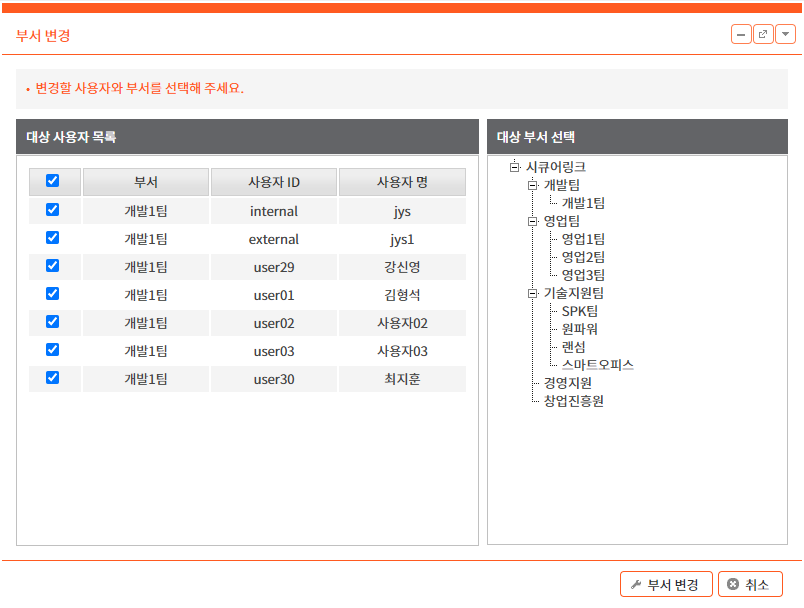 부서 변경
• 변경할 사용자와 부서를 선택해 주세요.
대상 사용자 목록
부서 사용자 ID 사용자 명
개발1팀 internal jys
개발1팀 external jys1
개발1팀 user29 강신영
개발1팀 user01 김형석
개발1팀 user02 사용자02
개발1팀 user03 사용자03
개발1팀 user30 최지훈
대상 부서 선택
시큐어링크
개발팀
개발1팀
영업팀
영업1팀
영업2팀
영업3팀
기술지원팀
SPK팀
원파워
랜섬
스마트오피스
경영지원
창업진흥원
부서 변경 취소